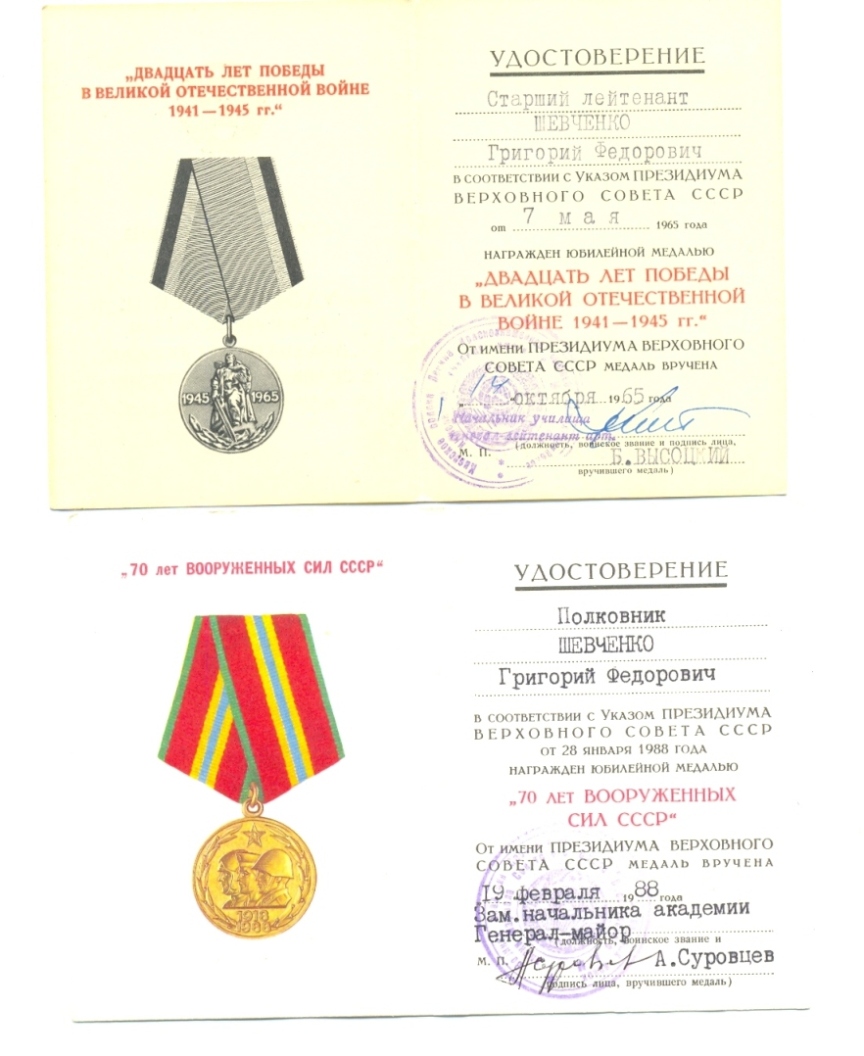 „ДВАДЦАТЬ ЛЕТ ПОБЕДЫ
В ВЕЛИКОЙ ОТЕЧЕСТВЕННОЙ ВОЙНЕ
1941—1945 гг.“
1945 1965
УДОСТОВЕРЕНИЕ
Старший лейтенант
ШЕВЧЕНКО
Григорий Федорович
В СООТВЕТСТВИИ С УКАЗОМ ПРЕЗИДИУМА
ВЕРХОВНОГО СОВЕТА СССР
от 7 мая 1965 года
НАГРАЖДЕН ЮБИЛЕЙНОЙ МЕДАЛЬЮ
„ДВАДЦАТЬ ЛЕТ ПОБЕДЫ
В ВЕЛИКОЙ ОТЕЧЕСТВЕННОЙ
ВОЙНЕ 1941—1945 гг.“
ОТ ИМЕНИ ПРЕЗИДИУМА ВЕРХОВНОГО
СОВЕТА СССР МЕДАЛЬ ВРУЧЕНА
14 октября 1965 года
Начальник училища
генерал-лейтенант арт.
(должность, воинское звание и подпись лица,
М. П. Б. ВЫСОЦКИЙ
вручившего медаль)
„70 лет ВООРУЖЕННЫХ СИЛ СССР“
1918
1988
УДОСТОВЕРЕНИЕ
Полковник
ШЕВЧЕНКО
Григорий Федорович
В СООТВЕТСТВИИ С УКАЗОМ ПРЕЗИДИУМА
ВЕРХОВНОГО СОВЕТА СССР
ОТ 28 ЯНВАРЯ 1988 ГОДА
НАГРАЖДЕН ЮБИЛЕЙНОЙ МЕДАЛЬЮ
„70 ЛЕТ ВООРУЖЕННЫХ
СИЛ СССР“
ОТ ИМЕНИ ПРЕЗИДИУМА ВЕРХОВНОГО
СОВЕТА СССР МЕДАЛЬ ВРУЧЕНА
19 февраля 1988 года
Зам.начальника академии
Генерал-майор
(должность, воинское звание и
М. П. А.Суровцев
подпись лица, вручившего медаль)